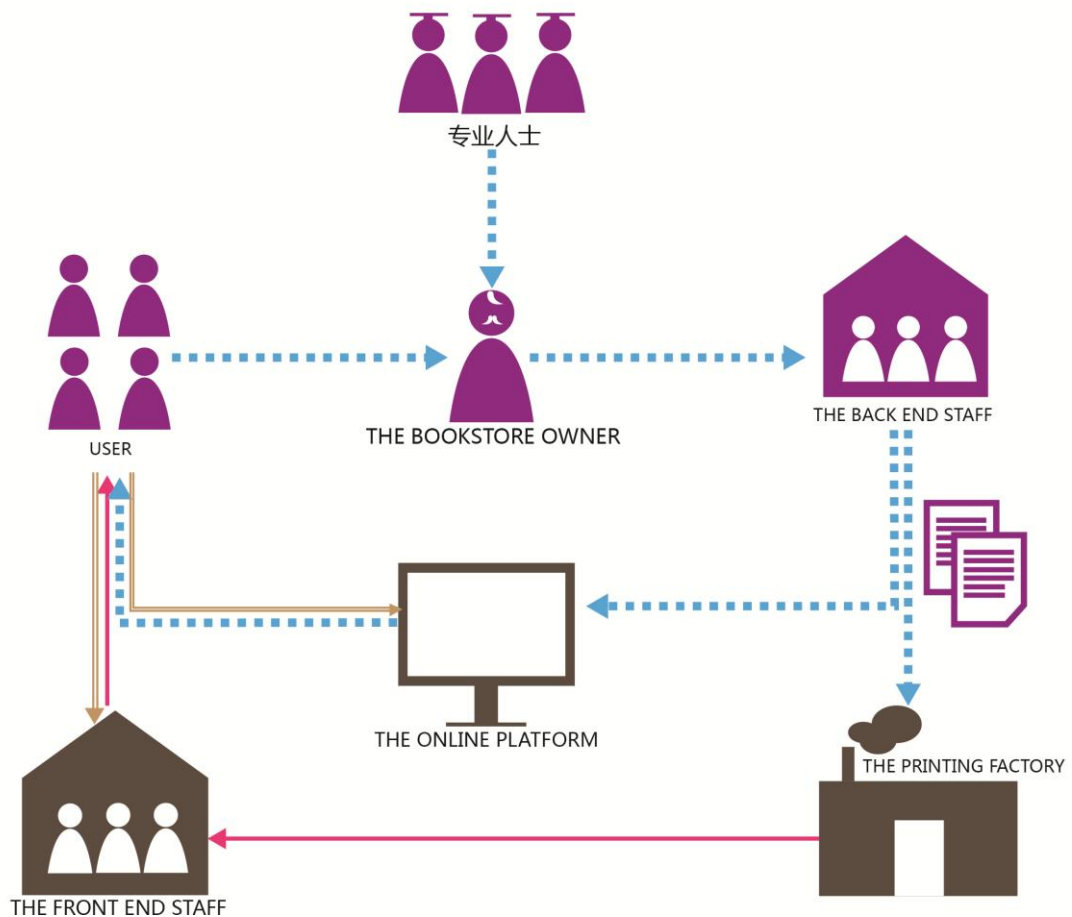 专业人士
THE BOOKSTORE OWNER
THE BACK END STAFF
USER
THE ONLINE PLATFORM
THE PRINTING FACTORY
THE FRONT END STAFF